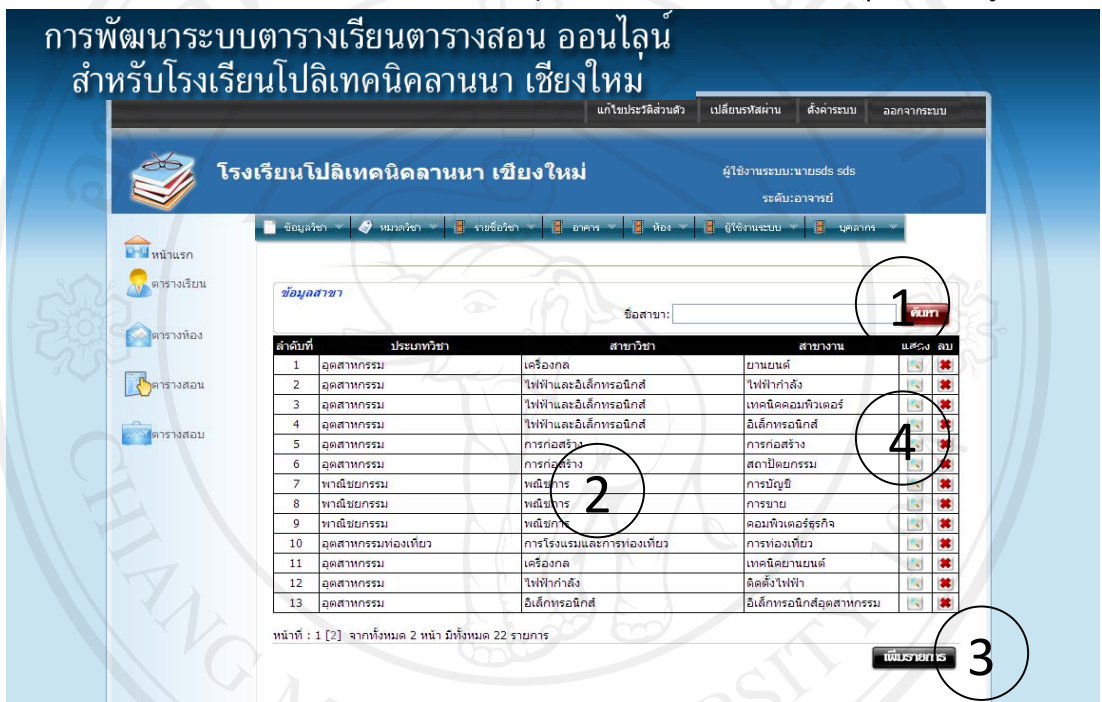 การพัฒนาระบบตารางเรียนตารางสอน ออนไลน์
สำหรับโรงเรียนโปลิเทคนิคลานนา เชียงใหม่
แก้ไขประวัติส่วนตัว เปลี่ยนรหัสผ่าน ตั้งค่าระบบ ออกจากระบบ
โรงเรียนโปลิเทคนิคลานนา เชียงใหม่
ผู้ใช้งานระบบ:นายsds sds
ระดับ:อาจารย์
ข้อมูลวิชา หมวดวิชา รายชื่อวิชา อาคาร ห้อง ผู้ใช้งานระบบ บุคลากร
หน้าแรก
ตารางเรียน
ตารางห้อง
ตารางสอน
ตารางสอบ
ข้อมูลสาขา
ชื่อสาขา: 1 ค้นหา
ลำดับที่ ประเภทวิชา สาขาวิชา สาขางาน แสดง ลบ
1 อุตสาหกรรม เครื่องกล ยานยนต์
2 อุตสาหกรรม ไฟฟ้าและอิเล็กทรอนิกส์ ไฟฟ้ากำลัง
3 อุตสาหกรรม ไฟฟ้าและอิเล็กทรอนิกส์ เทคนิคคอมพิวเตอร์
4 อุตสาหกรรม ไฟฟ้าและอิเล็กทรอนิกส์ อิเล็กทรอนิกส์
5 อุตสาหกรรม การก่อสร้าง การก่อสร้าง
4
6 อุตสาหกรรม การก่อสร้าง สถาปัตยกรรม
7 พาณิชยกรรม พณิชการ การบัญชี
2
8 พาณิชยกรรม พณิชการ การขาย
9 พาณิชยกรรม พณิชการ คอมพิวเตอร์ธุรกิจ
10 อุตสาหกรรมท่องเที่ยว การโรงแรมและการท่องเที่ยว การท่องเที่ยว
11 อุตสาหกรรม เครื่องกล เทคนิคยานยนต์
12 อุตสาหกรรม ไฟฟ้ากำลัง ติดตั้งไฟฟ้า
13 อุตสาหกรรม อิเล็กทรอนิกส์ อิเล็กทรอนิกส์อุตสาหกรรม
หน้าที่ : 1 [2] จากทั้งหมด 2 หน้า มีทั้งหมด 22 รายการ
เพิ่มรายการ 3